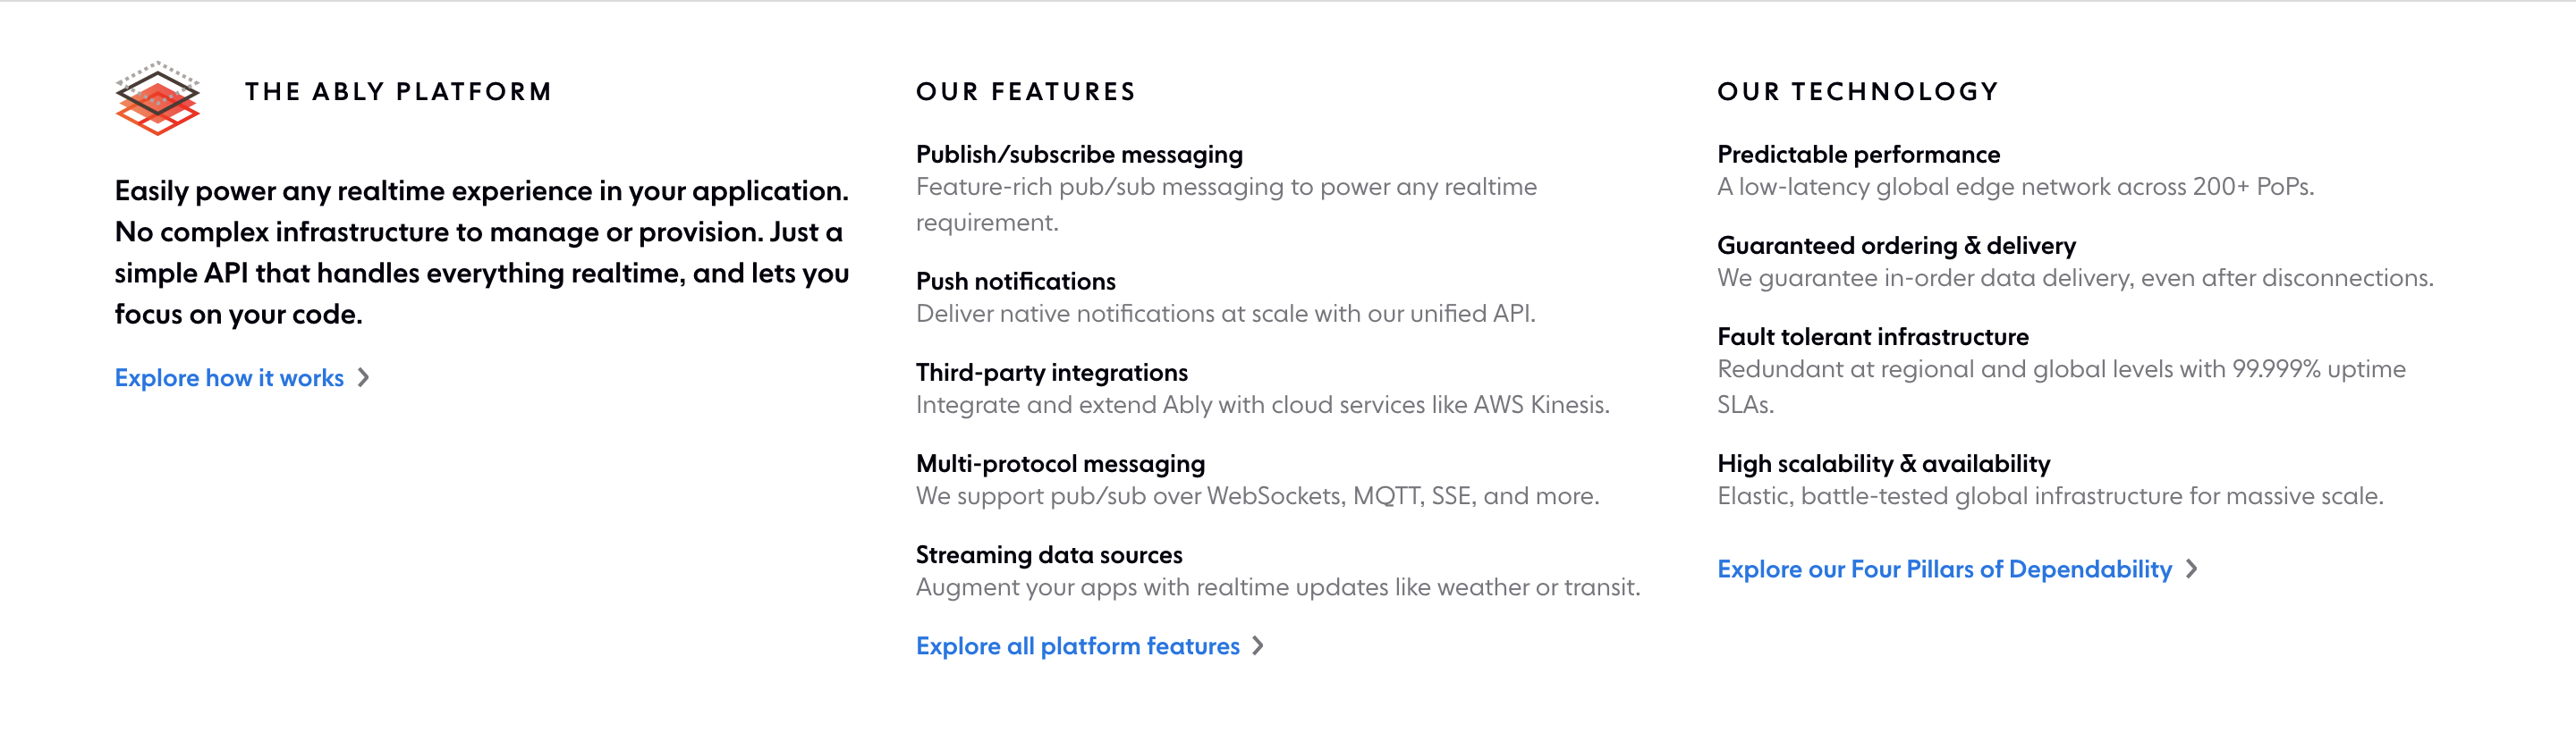 THE ABLY PLATFORM
Easily power any realtime experience in your application.
No complex infrastructure to manage or provision. Just a
simple API that handles everything realtime, and lets you
focus on your code.
Explore how it works
OUR FEATURES
Publish/subscribe messaging
Feature-rich pub/sub messaging to power any realtime
requirement.
Push notifications
Deliver native notifications at scale with our unified API.
Third-party integrations
Integrate and extend Ably with cloud services like AWS Kinesis.
Multi-protocol messaging
We support pub/sub over WebSockets, MQTT, SSE, and more.
Streaming data sources
Augment your apps with realtime updates like weather or transit.
Explore all platform features
OUR TECHNOLOGY
Predictable performance
A low-latency global edge network across 200+ PoPs.
Guaranteed ordering & delivery
We guarantee in-order data delivery, even after disconnections.
Fault tolerant infrastructure
Redundant at regional and global levels with 99.999% uptime
SLAs.
High scalability & availability
Elastic, battle-tested global infrastructure for massive scale.
Explore our Four Pillars of Dependability